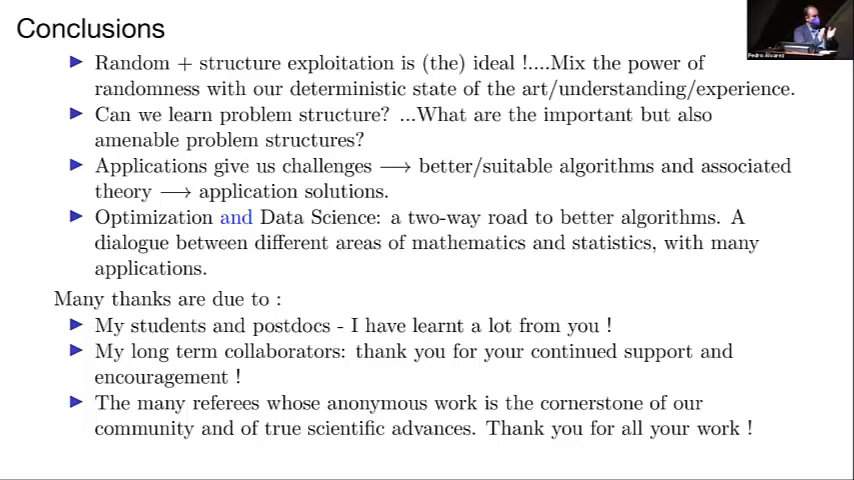 Conclusions
Pedro Alvarez
▶ Random + structure exploitation is (the) ideal !....Mix the power of
randomness with our deterministic state of the art/understanding/experience.
▶ Can we learn problem structure? ...What are the important but also
amenable problem structures?
▶ Applications give us challenges ⟶ better/suitable algorithms and associated
theory ⟶ application solutions.
▶ Optimization and Data Science: a two-way road to better algorithms. A
dialogue between different areas of mathematics and statistics, with many
applications.
Many thanks are due to :
▶ My students and postdocs - I have learnt a lot from you !
▶ My long term collaborators: thank you for your continued support and
encouragement !
▶ The many referees whose anonymous work is the cornerstone of our
community and of true scientific advances. Thank you for all your work !